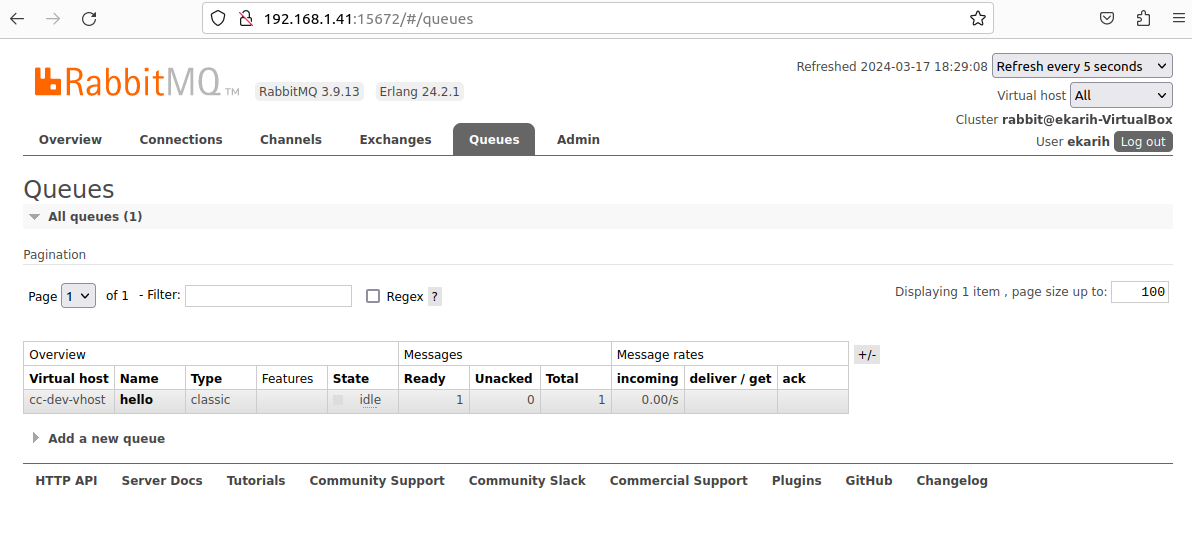 192.168.1.41:15672/#/queues
RabbitMQ TM
RabbitMQ 3.9.13 Erlang 24.2.1
Refreshed 2024-03-17 18:29:08 Refresh every 5 seconds
Virtual host All
Cluster rabbit@ekarih-VirtualBox
User ekarih Log out
Overview Connections Channels Exchanges Queues Admin
Queues
All queues (1)
Pagination
Page 1 of 1 - Filter: Regex ?
Displaying 1 item , page size up to: 100
Overview Messages Message rates +/-
Virtual host Name Type Features State Ready Unacked Total incoming deliver / get ack
cc-dev-vhost hello classic idle 1 0 1 0.00/s
Add a new queue
HTTP API Server Docs Tutorials Community Support Community Slack Commercial Support Plugins GitHub Changelog